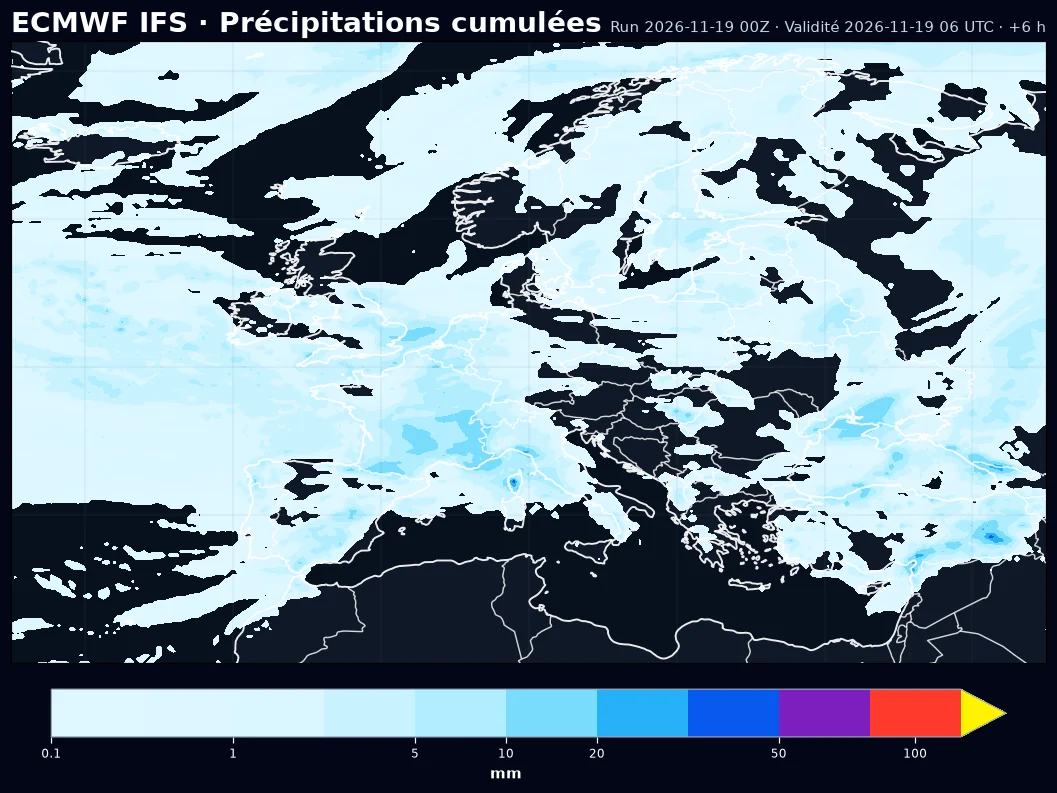 ECMWF IFS · Précipitations cumulées Run 2026-11-19 00Z · Validité 2026-11-19 06 UTC · +6 h
0.1 1 5 10 20 50 100
mm